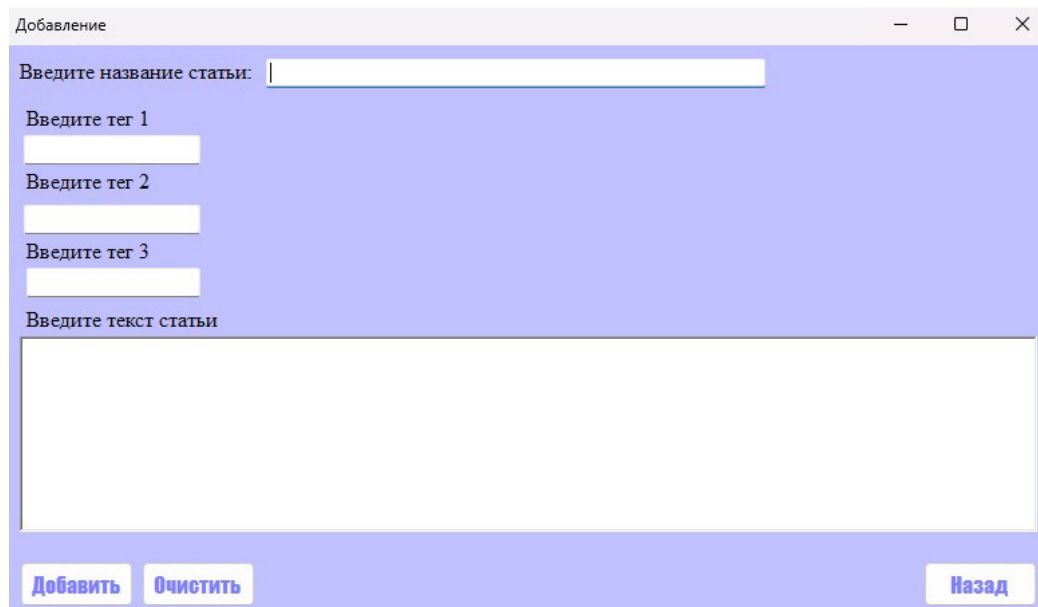 Добавление
Введите название статьи:
Введите тег 1
Введите тег 2
Введите тег 3
Введите текст статьи
Добавить Очистить Назад